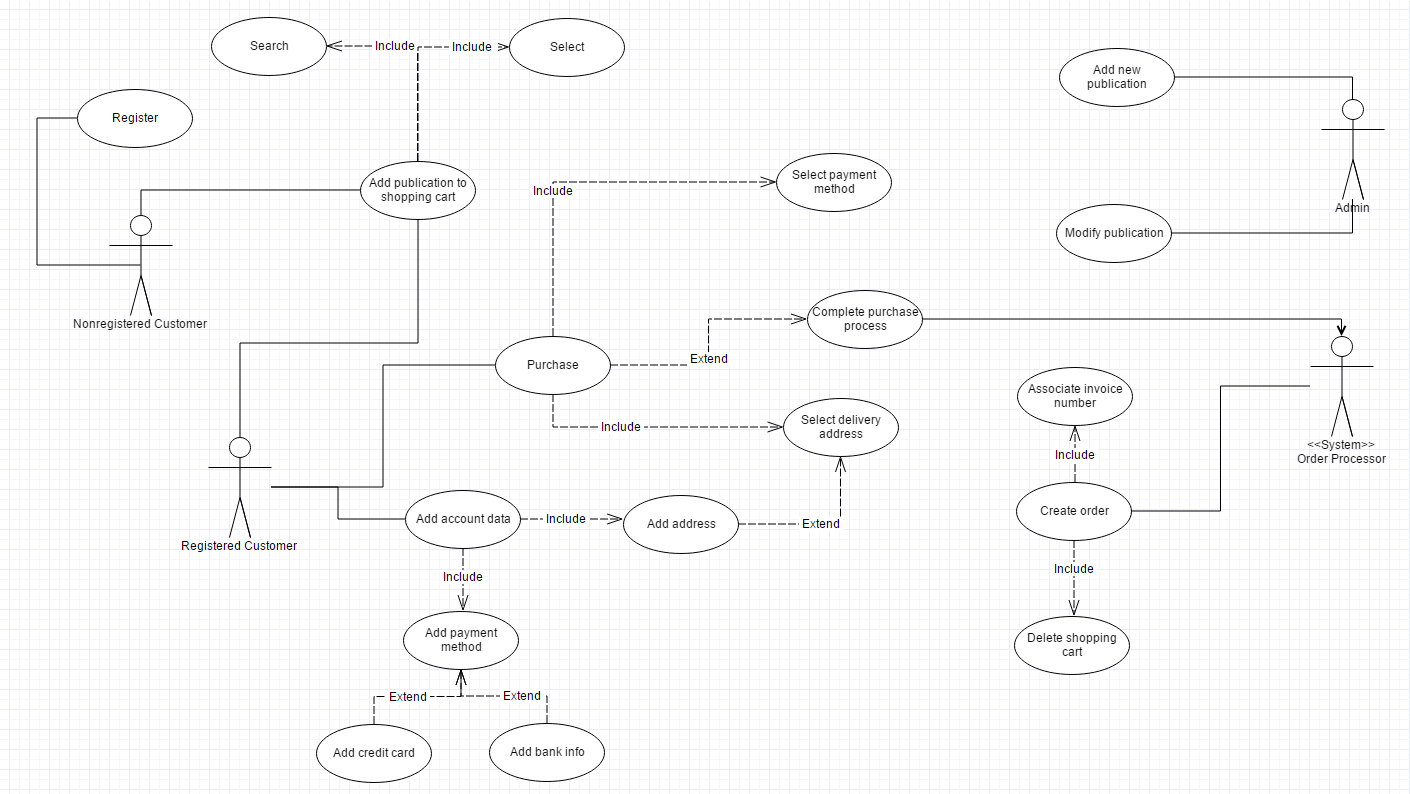 Search
Include
Include
Select
Add new
publication
Register
Add publication to
shopping cart
Include
Select payment
method
Admin
Modify publication
Nonregistered Customer
Complete purchase
process
Purchase
Extend
Associate invoice
number
Select delivery
address
Include
<<System>>
Order Processor
Include
Add account data
Include
Add address
Extend
Create order
Registered Customer
Include
Include
Add payment
method
Delete shopping
cart
Extend
Extend
Add credit card
Add bank info